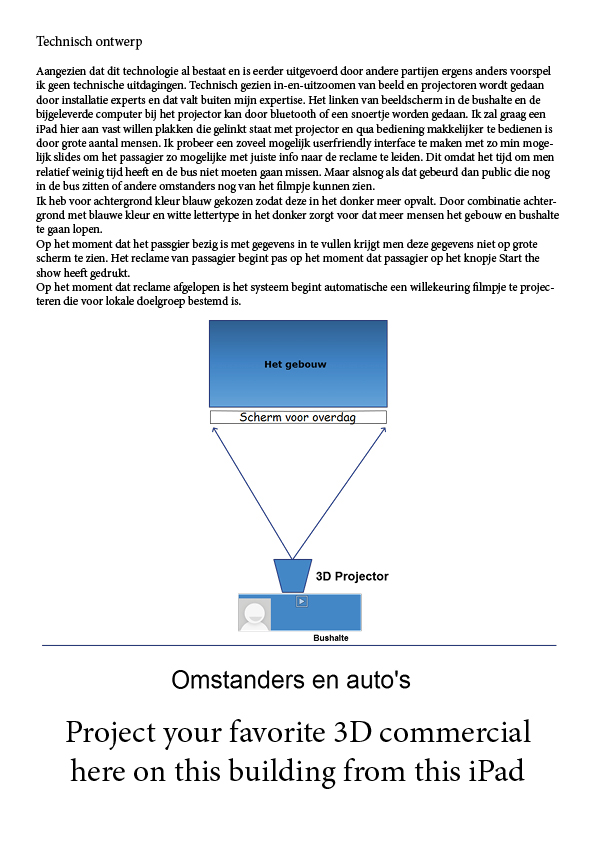 Technisch ontwerp
Aangezien dat dit technologie al bestaat en is eerder uitgevoerd door andere partijen ergens anders voorspel
ik geen technische uitdagingen. Technisch gezien in-en-uitzoomen van beeld en projectoren wordt gedaan
door installatie experts en dat valt buiten mijn expertise. Het linken van beeldscherm in de bushalte en de
bijgeleverde computer bij het projector kan door bluetooth of een snoertje worden gedaan. Ik zal graag een
iPad hier aan vast willen plakken die gelinkt staat met projector en qua bediening makkelijker te bedienen is
door grote aantal mensen. Ik probeer een zoveel mogelijk userfriendly interface te maken met zo min moge-
lijk slides om het passagier zo mogelijke met juiste info naar de reclame te leiden. Dit omdat het tijd om men
relatief weinig tijd heeft en de bus niet moeten gaan missen. Maar alsnog als dat gebeurd dan public die nog
in de bus zitten of andere omstanders nog van het filmpje kunnen zien.
Ik heb voor achtergrond kleur blauw gekozen zodat deze in het donker meer opvalt. Door combinatie achter-
grond met blauwe kleur en witte lettertype in het donker zorgt voor dat meer mensen het gebouw en bushalte
te gaan lopen.
Op het moment dat het passgier bezig is met gegevens in te vullen krijgt men deze gegevens niet op grote
scherm te zien. Het reclame van passagier begint pas op het moment dat passagier op het knopje Start the
show heeft gedrukt.
Op het moment dat reclame afgelopen is het systeem begint automatische een willekeuring filmpje te projec-
teren die voor lokale doelgroep bestemd is.
Het gebouw
Scherm voor overdag
3D Projector
Bushalte
Omstanders en auto's
Project your favorite 3D commercial
here on this building from this iPad